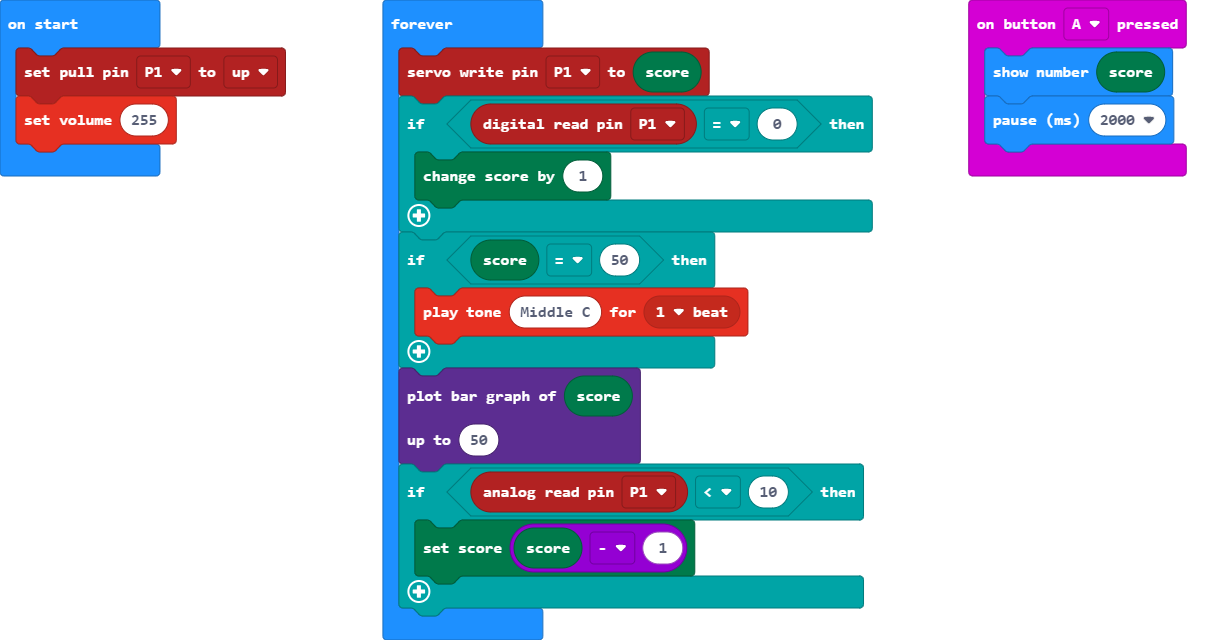 on start
set pull pin P1 to up
set volume 255
forever
servo write pin P1 to score
if digital read pin P1 = 0 then
change score by 1
if score = 50 then
play tone Middle C for 1 beat
plot bar graph of score
up to 50
if analog read pin P1 < 10 then
set score score - 1
on button A pressed
show number score
pause (ms) 2000